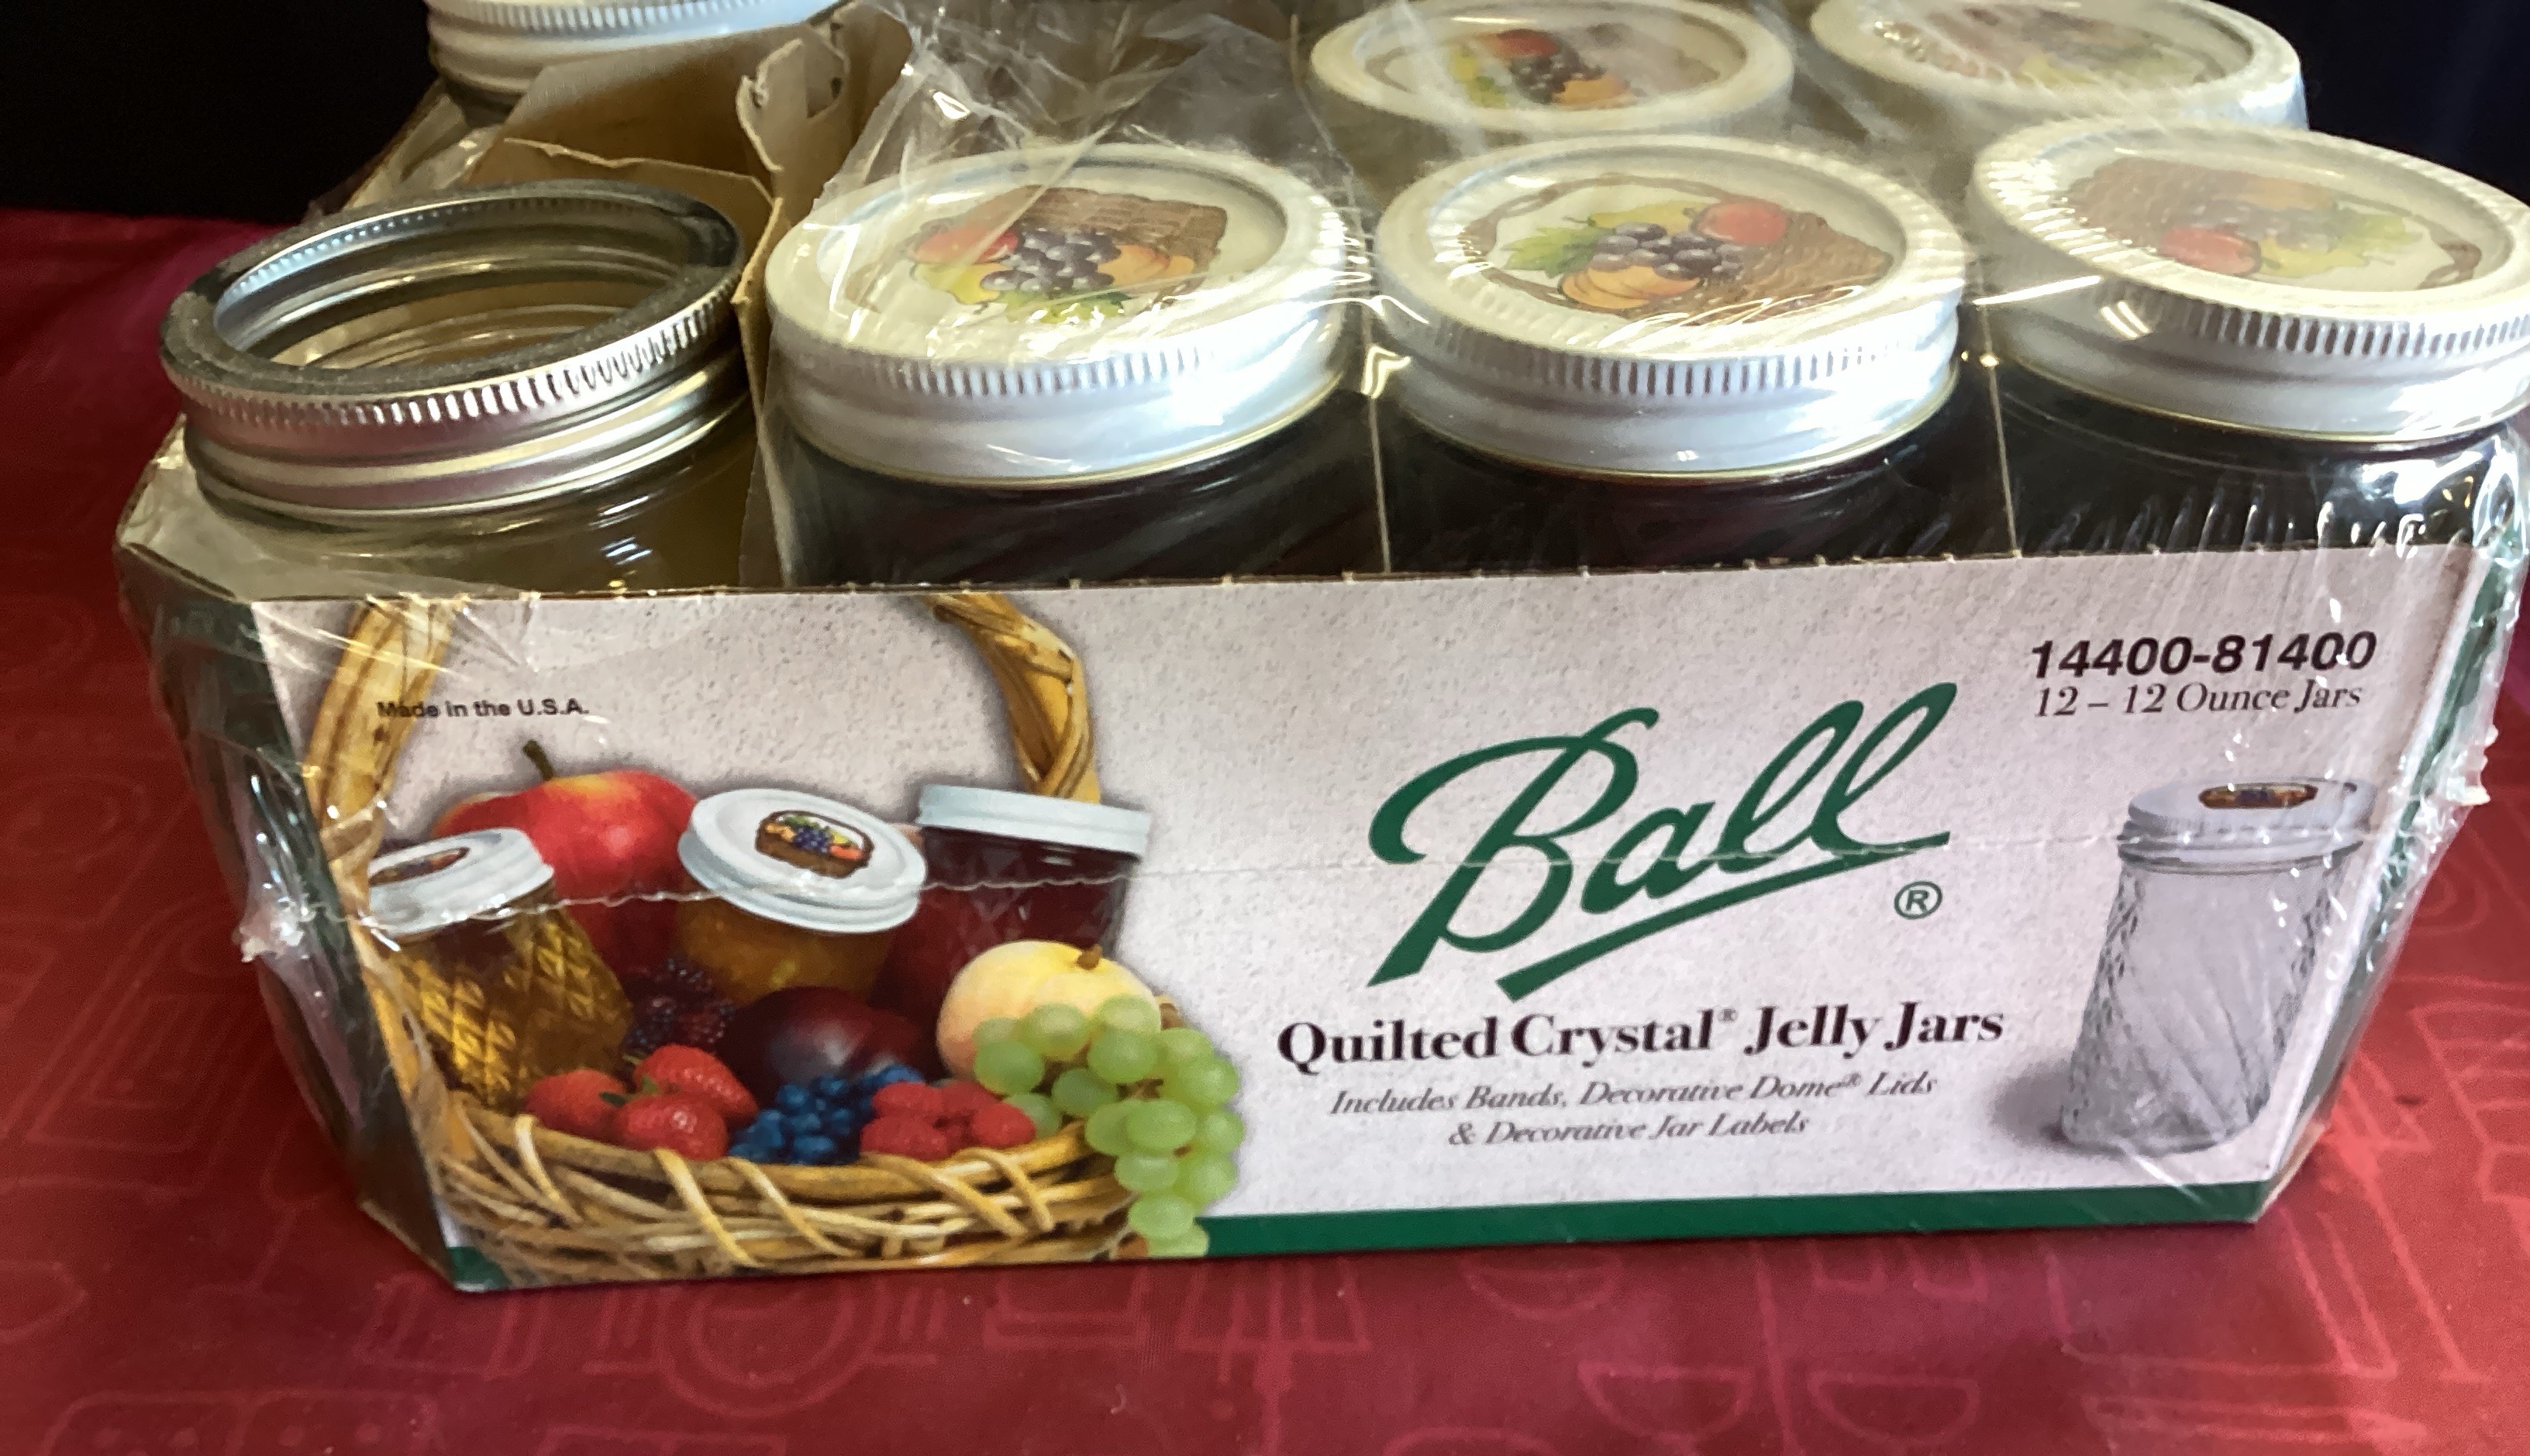 Made in the U.S.A.
14400-81400
12 – 12 Ounce Jars
Ball®
Quilted Crystal® Jelly Jars
Includes Bands, Decorative Dome® Lids
& Decorative Jar Labels